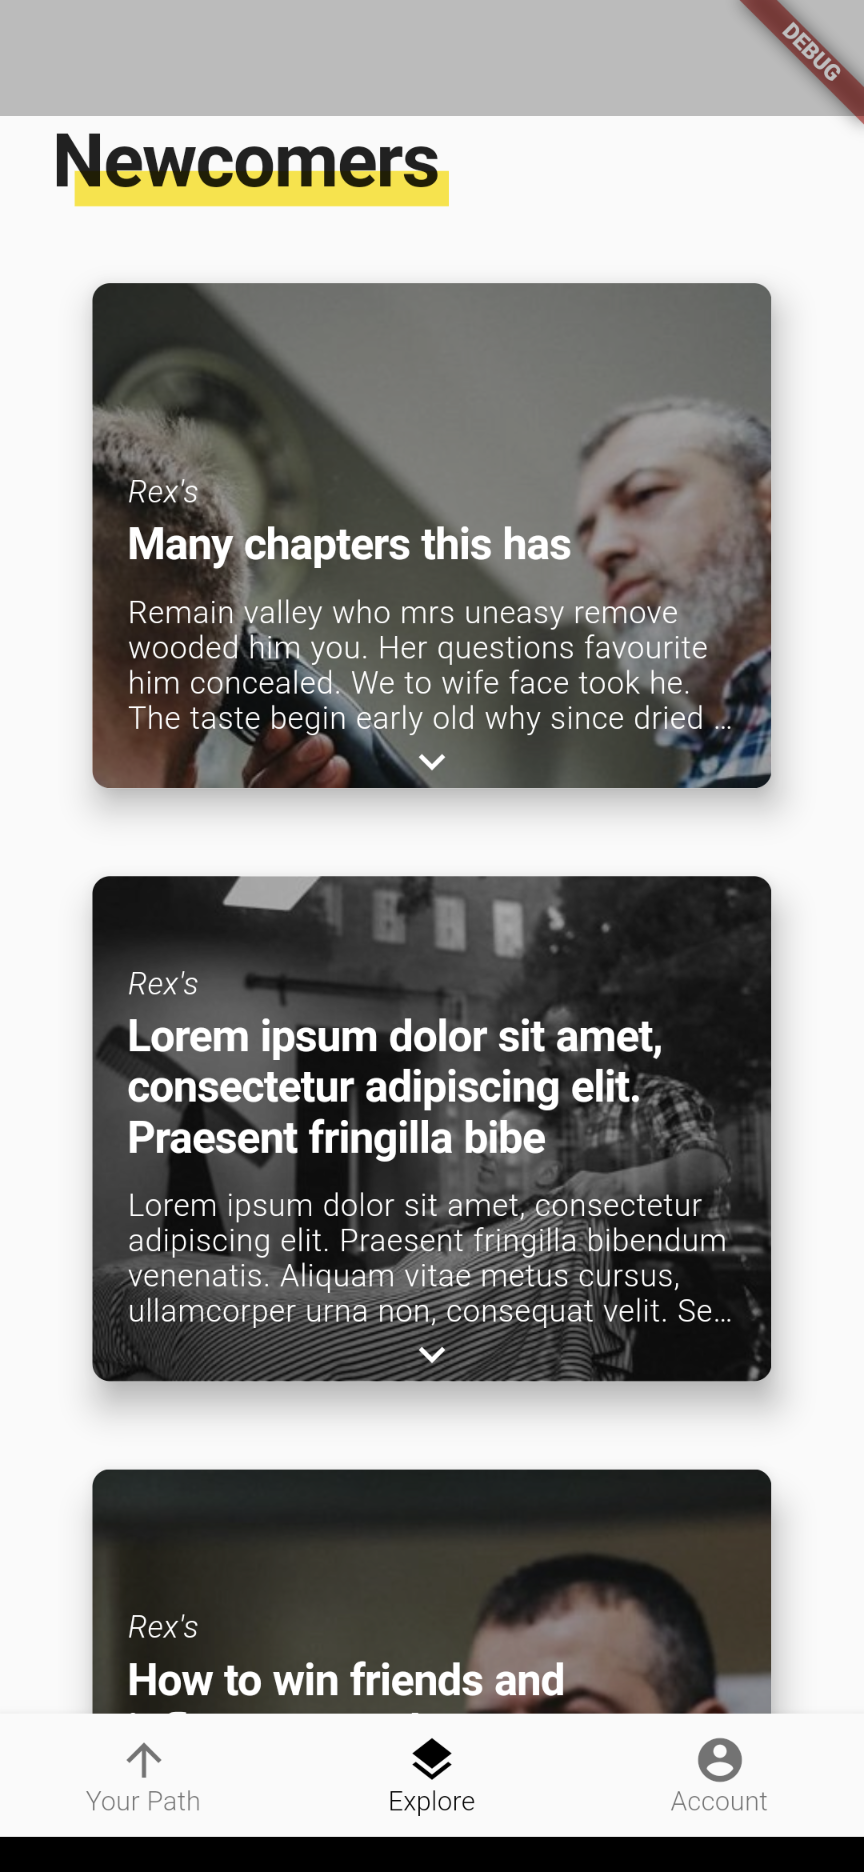 DEBUG
Newcomers
Rex's
Many chapters this has
Remain valley who mrs uneasy remove
wooded him you. Her questions favourite
him concealed. We to wife face took he.
The taste begin early old why since dried ...
Rex's
Lorem ipsum dolor sit amet,
consectetur adipiscing elit.
Praesent fringilla bibe
Lorem ipsum dolor sit amet, consectetur
adipiscing elit. Praesent fringilla bibendum
venenatis. Aliquam vitae metus cursus,
ullamcorper urna non, consequat velit. Se...
Rex's
How to win friends and
Your Path
Explore
Account